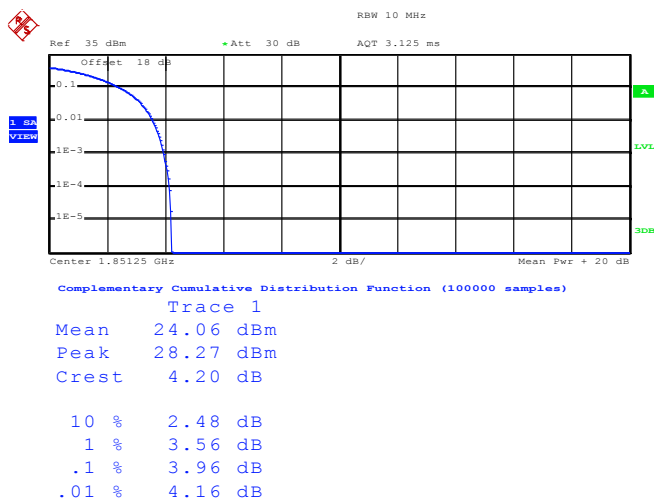 RBW 10 MHz
Ref 35 dBm * Att 30 dB AQT 3.125 ms
Offset 18 dB
0.1
0.01
1E-3
1E-4
1E-5
A
1 SA
VIEW
LVL
3DB
Center 1.85125 GHz 2 dB/ Mean Pwr + 20 dB
Complementary Cumulative Distribution Function (100000 samples)
Trace 1
Mean 24.06 dBm
Peak 28.27 dBm
Crest 4.20 dB
10 % 2.48 dB
1 % 3.56 dB
.1 % 3.96 dB
.01 % 4.16 dB